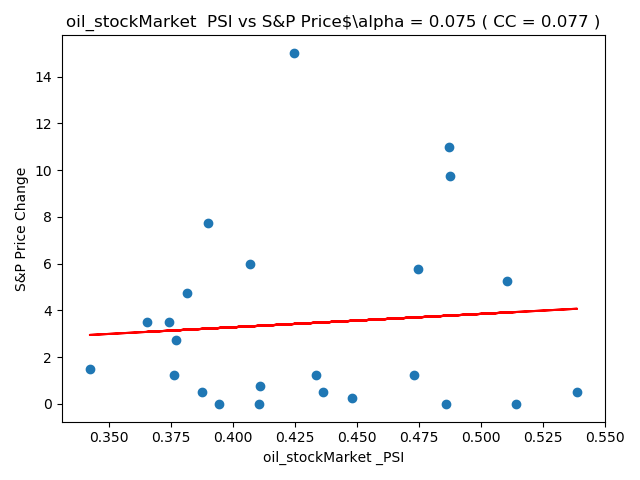 oil_stockMarket  PSI vs S&P Price$\alpha = 0.075 ( CC = 0.077 )
S&P Price Change
14
12
10
8
6
4
2
0
0.350 0.375 0.400 0.425 0.450 0.475 0.500 0.525 0.550
oil_stockMarket _PSI